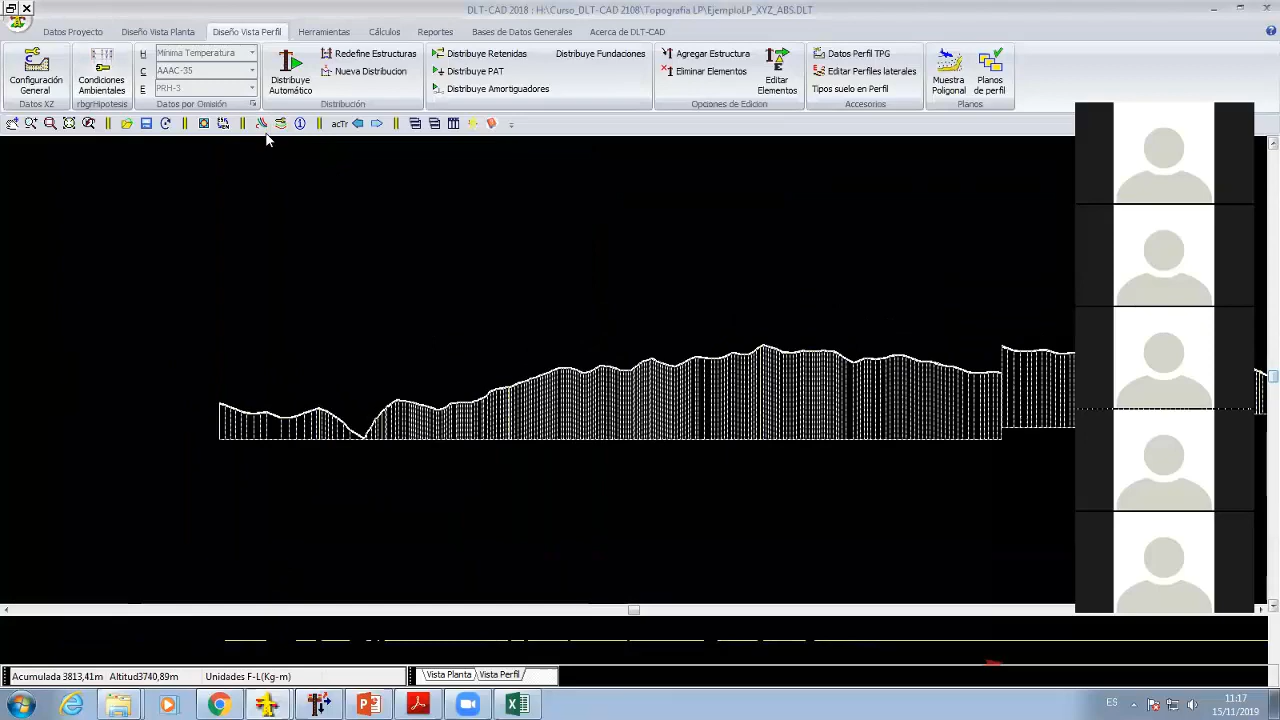 DLT-CAD 2018 : H:\Curso_DLT-CAD 2108\Topografia LP\EjemploLP_XYZ_ABS.DLT
Datos Proyecto Diseño Vista Planta Diseño Vista Perfil Herramientas Cálculos Reportes Bases de Datos Generales Acerca de DLT-CAD
Configuración General
Datos XZ
Condiciones Ambientales
rbgrHipotesis
H Minima Temperatura
C AAAC-35
E PRH-3
Datos por Omisión
Distribuye Automático
Redefine Estructuras
Nueva Distribucion
Distribución
Distribuye Retenidas Distribuye Fundaciones
Distribuye PAT
Distribuye Amortiguadores
Agregar Estructura
Eliminar Elementos
Editar Elementos
Opciones de Edicion
Datos Perfil TPG
Editar Perfiles laterales
Tipos suelo en Perfil
Accesorios
Muestra Poligonal
Planos de perfil
Planos
acTr
Acumulada 3813,41m Altitud3740,89m Unidades F-L(Kg-m)
Vista Planta Vista Perfil
ES
11:17
15/11/2019